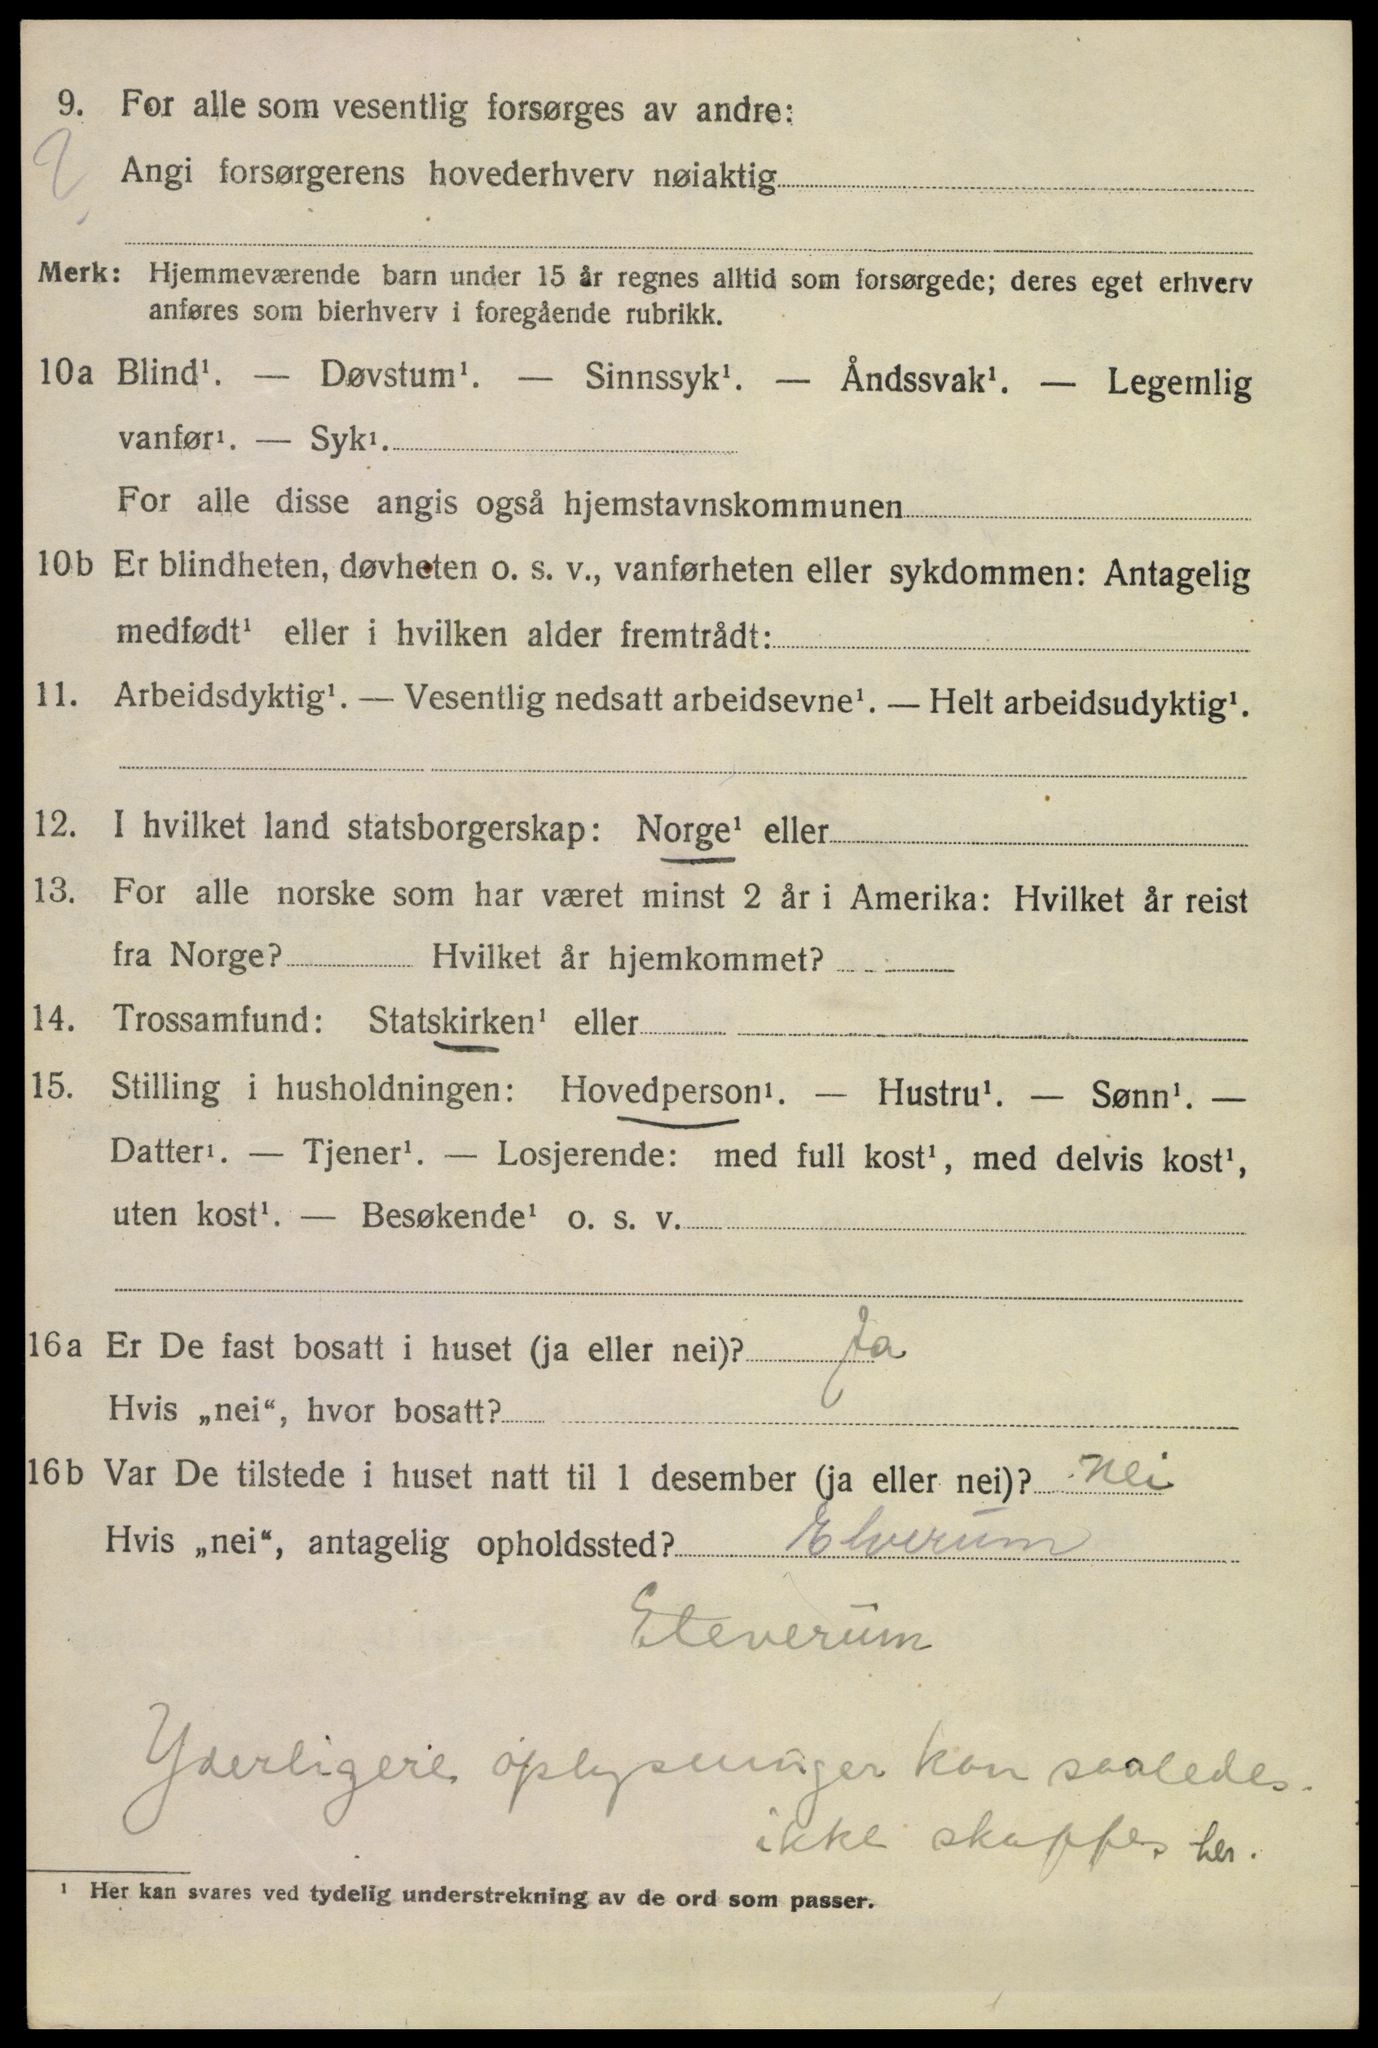 9. For alle som vesentlig forsørges av andre:
Angi forsørgerens hovederhverv nøiaktig
Merk: Hjemmeværende barn under 15 år regnes alltid som forsørgede; deres eget erhverv
anføres som bierhverv i foregående rubrikk.
10a Blind¹. — Døvstum¹. — Sinnssyk¹. — Åndssvak¹. — Legemlig
vanfør¹. — Syk¹.
For alle disse angis også hjemstavnskommunen
10b Er blindheten, døvheten o. s. v., vanførheten eller sykdommen: Antagelig
medfødt¹ eller i hvilken alder fremtrådt:
11. Arbeidsdyktig¹. — Vesentlig nedsatt arbeidsevne¹. — Helt arbeidsudyktig¹.
12. I hvilket land statsborgerskap: Norge¹ eller
13. For alle norske som har været minst 2 år i Amerika: Hvilket år reist
fra Norge? Hvilket år hjemkommet?
14. Trossamfund: Statskirken¹ eller
15. Stilling i husholdningen: Hovedperson¹. — Hustru¹. — Sønn¹. —
Datter¹. — Tjener¹. — Losjerende: med full kost¹, med delvis kost¹,
uten kost¹. — Besøkende¹ o. s. v.
16a Er De fast bosatt i huset (ja eller nei)? Ja
Hvis „nei“, hvor bosatt?
16b Var De tilstede i huset natt til 1 desember (ja eller nei)? Nei
Hvis „nei“, antagelig opholdssted? Elverum
Eleverum
Yderligere oplysninger kan saaledes
ikke skaffes her.
¹ Her kan svares ved tydelig understrekning av de ord som passer.